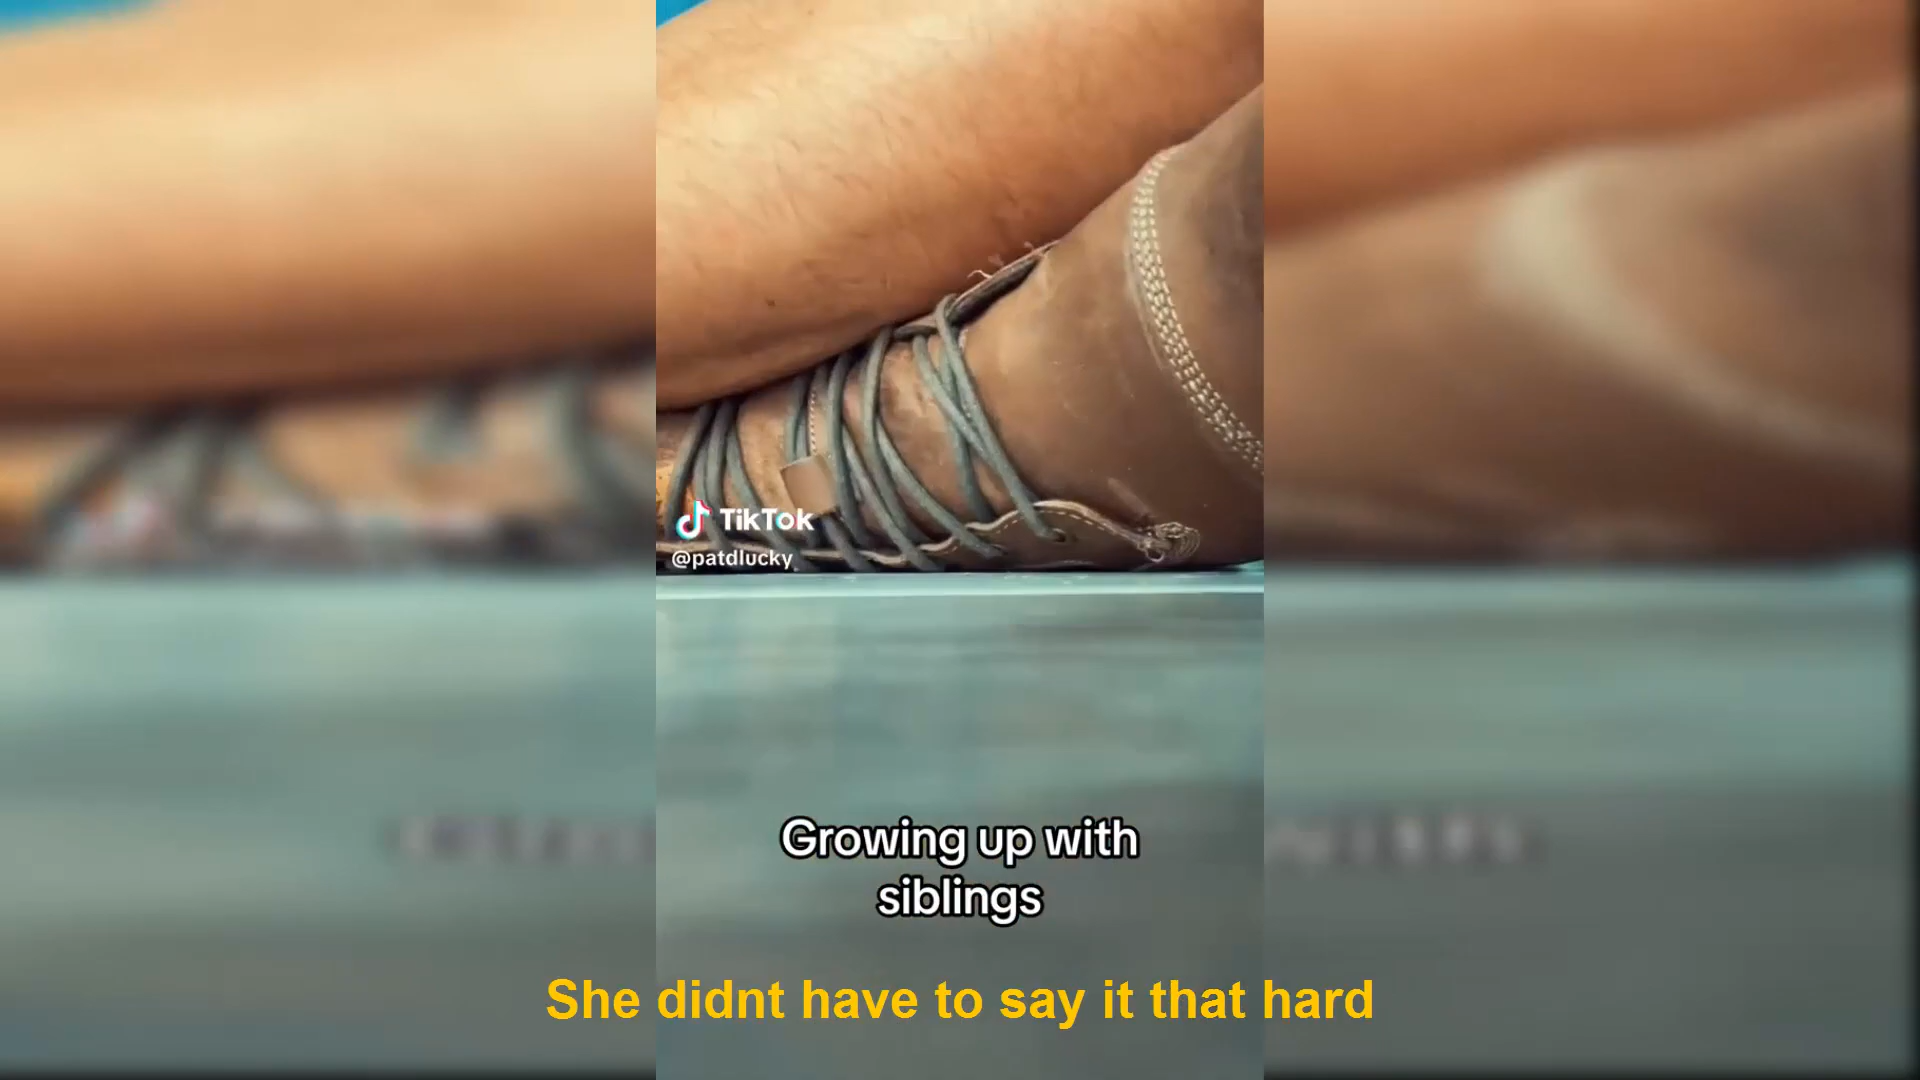 TikTok
@patdlucky
Growing up with
siblings
She didnt have to say it that hard